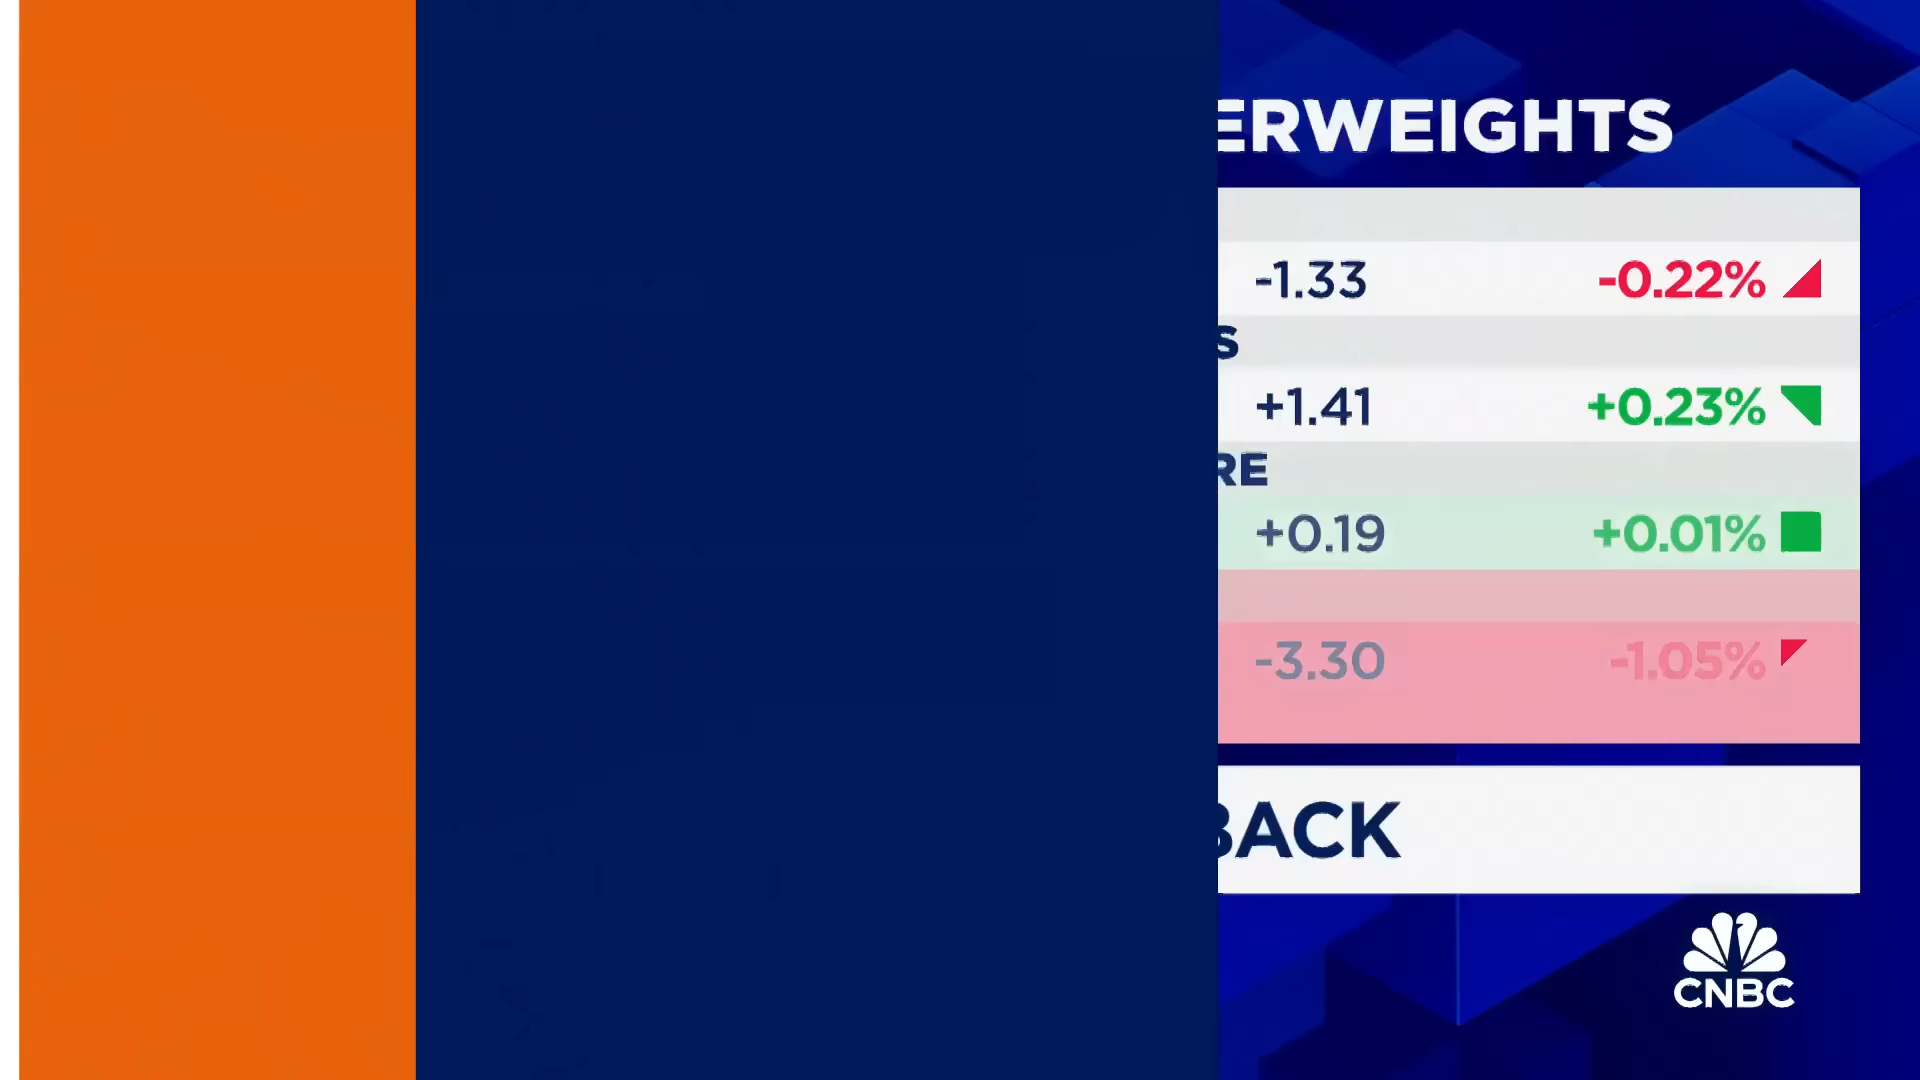 ERWEIGHTS
-1.33 -0.22%
S
+1.41 +0.23%
RE
+0.19 +0.01%
-3.30 -1.05%
BACK
CNBC